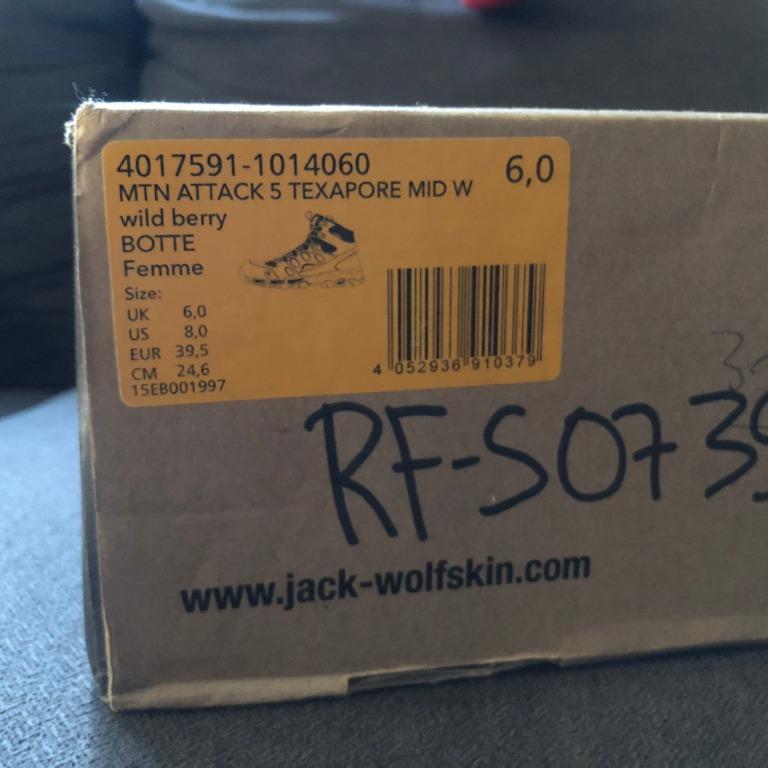 4017591-1014060 6,0
MTN ATTACK 5 TEXAPORE MID W
wild berry
BOTTE
Femme
Size:
UK 6,0
US 8,0
EUR 39,5
CM 24,6
15EB001997
4 052936 910379
RF-S07 39
www.jack-wolfskin.com